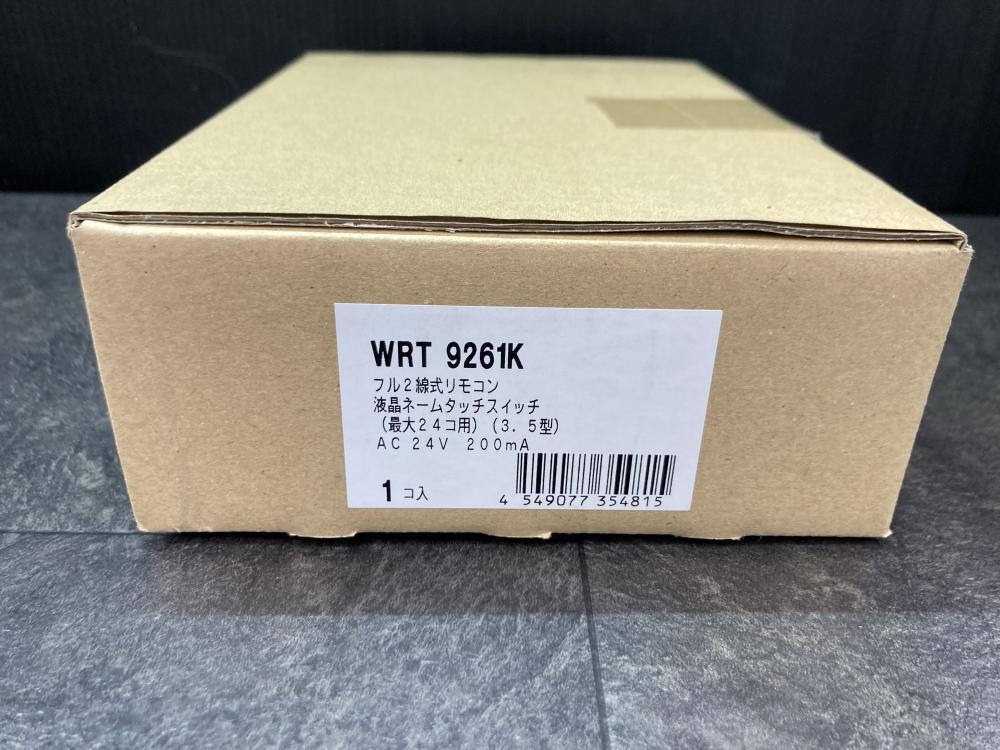 WRT 9261K
フル2線式リモコン
液晶ネームタッチスイッチ
（最大24コ用）（3．5型）
AC 24V 200mA
1 コ入
4 549077 354815